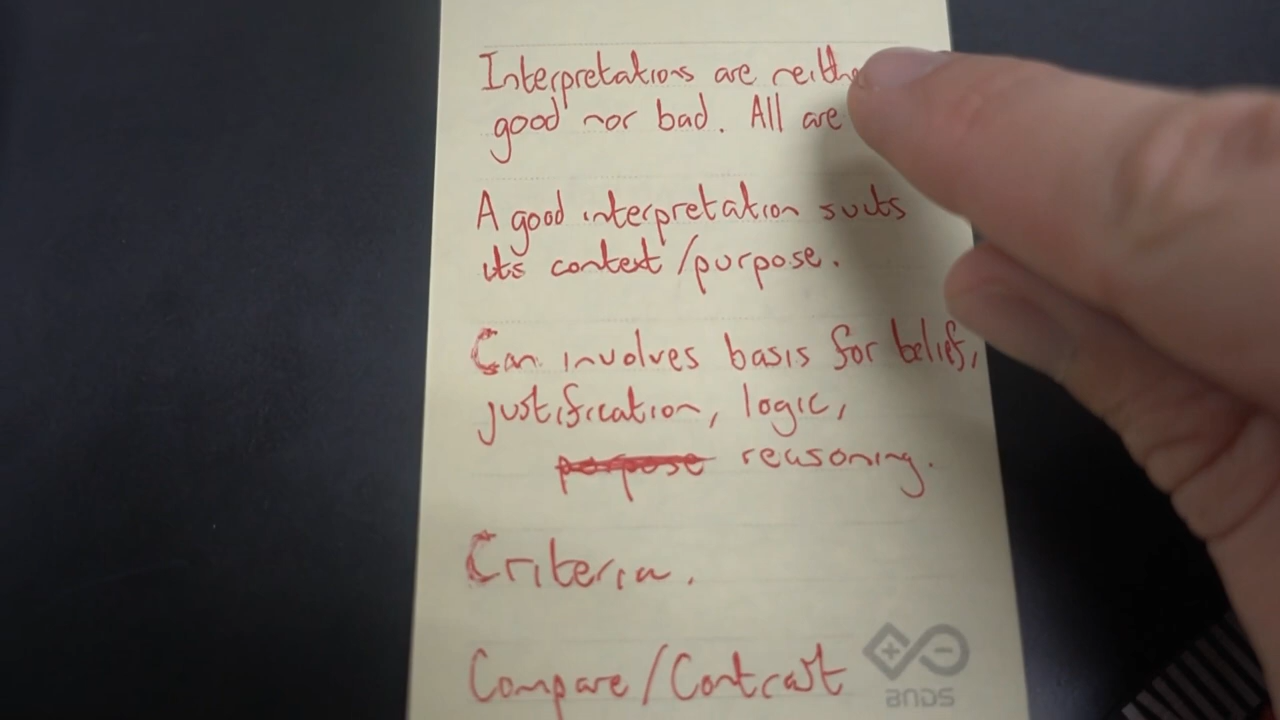 Interpretations are neithe
good nor bad. All are
A good interpretation suits
its context/purpose.
Can involves basis for belief,
justification, logic,
purpose reasoning.
Criteria.
Compare/Contrast
BNDS